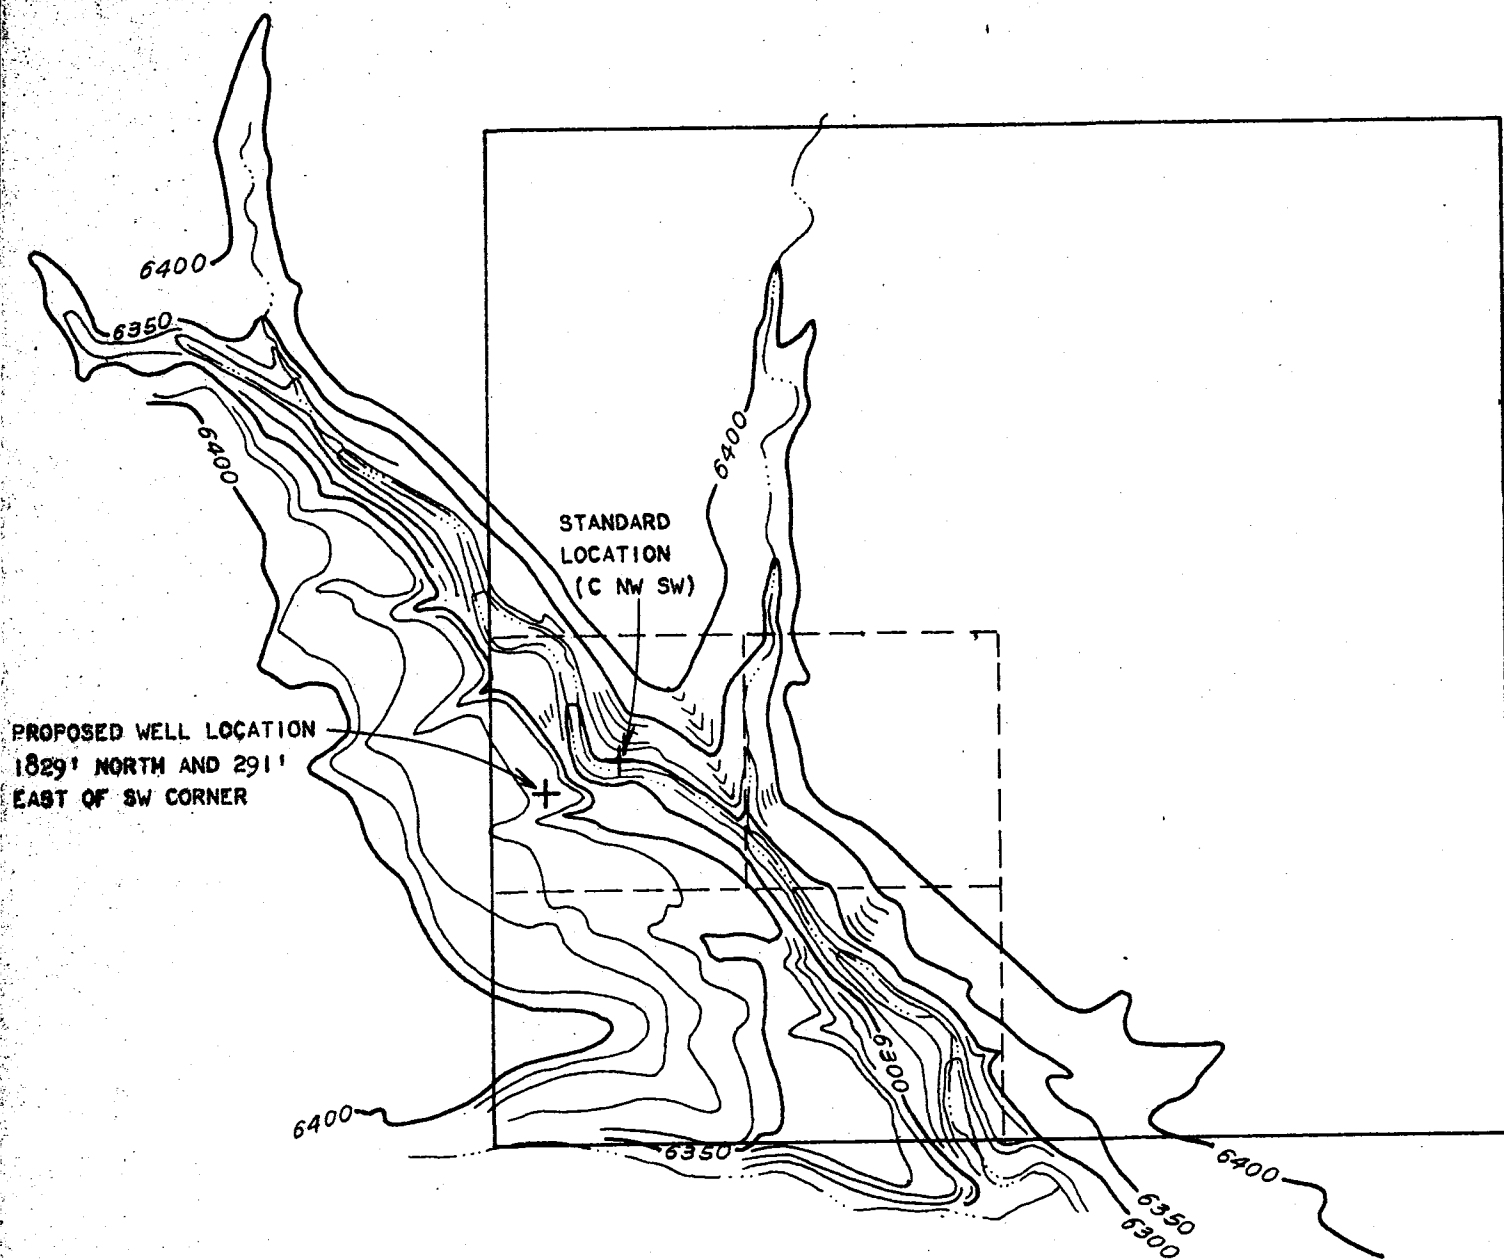 6400
6350
6400
6400
STANDARD
LOCATION
(C NW SW)
PROPOSED WELL LOCATION
1829' NORTH AND 291'
EAST OF SW CORNER
6300
6400
6350
6400
6350
6300